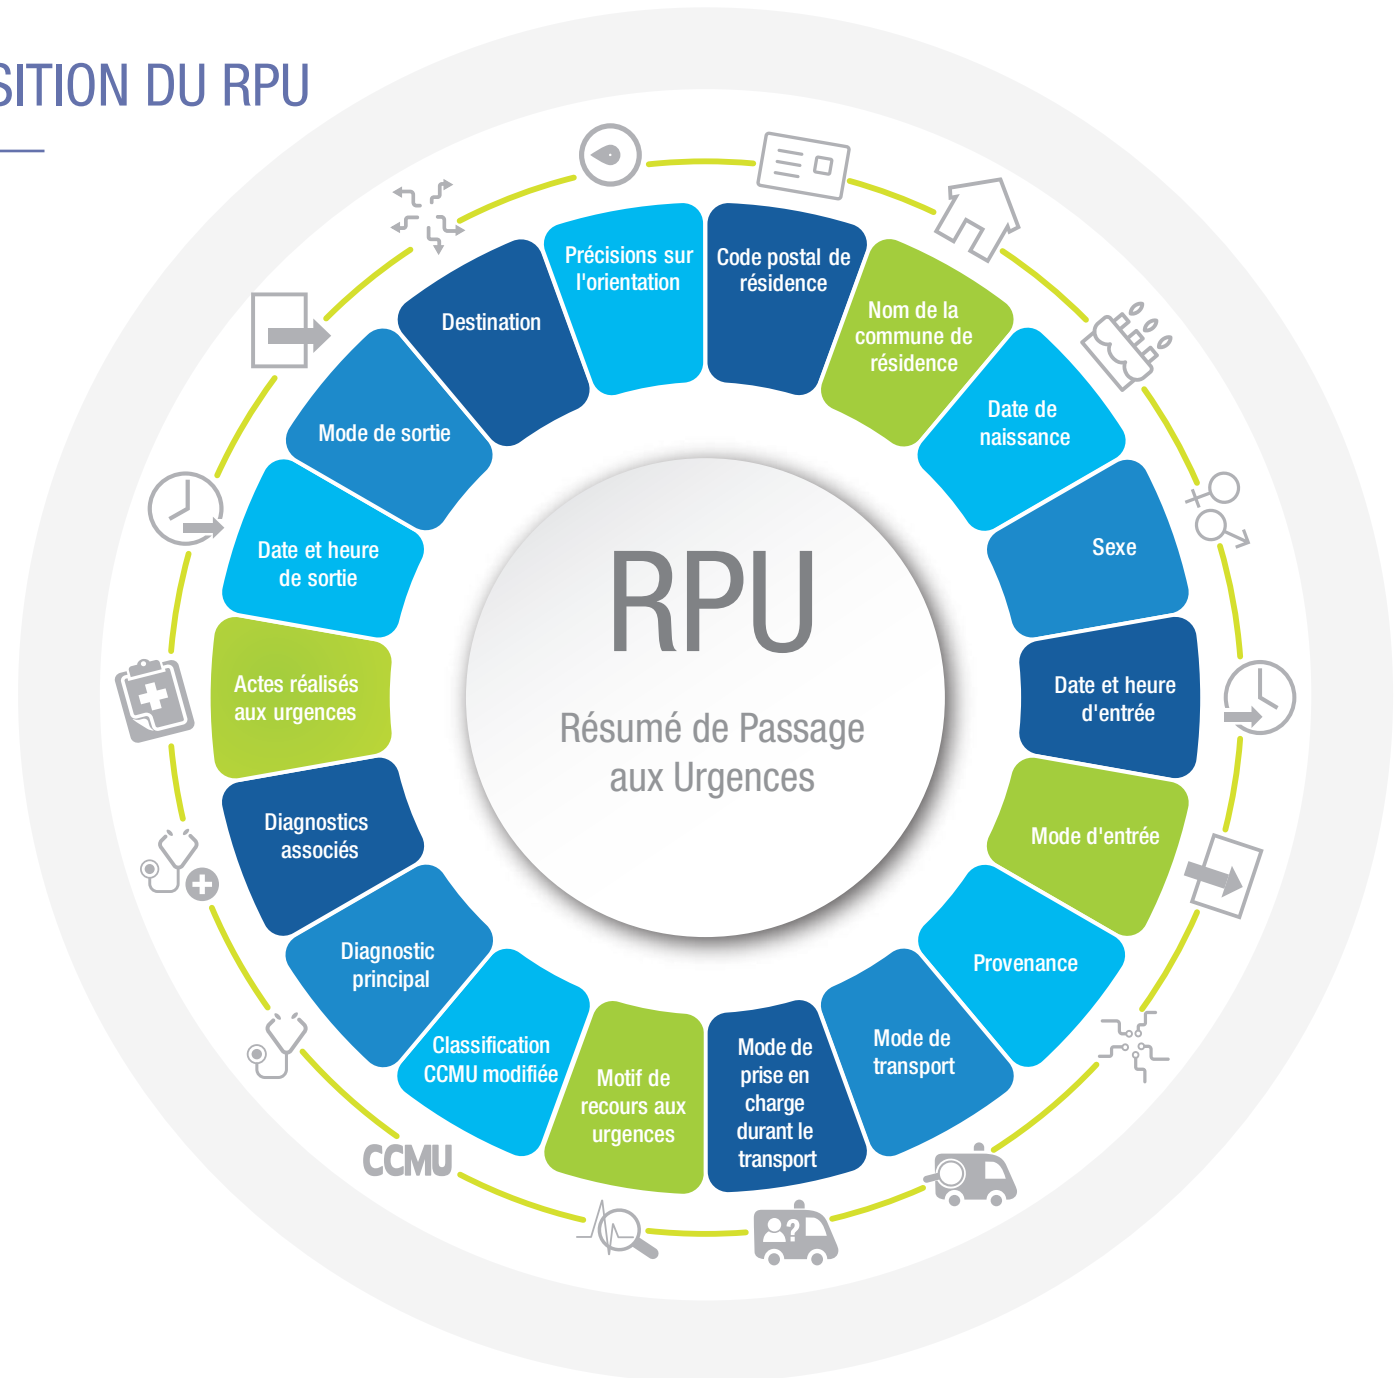 SITION DU RPU
Précisions sur
l'orientation
Code postal de
résidence
Nom de la
commune de
résidence
Date de
naissance
Sexe
Date et heure
d'entrée
Mode d'entrée
Provenance
Mode de
transport
Mode de
prise en
charge
durant le
transport
Motif de
recours aux
urgences
Classification
CCMU modifiée
Diagnostic
principal
Diagnostics
associés
Actes réalisés
aux urgences
Date et heure
de sortie
Mode de sortie
Destination
RPU
Résumé de Passage
aux Urgences
CCMU
?